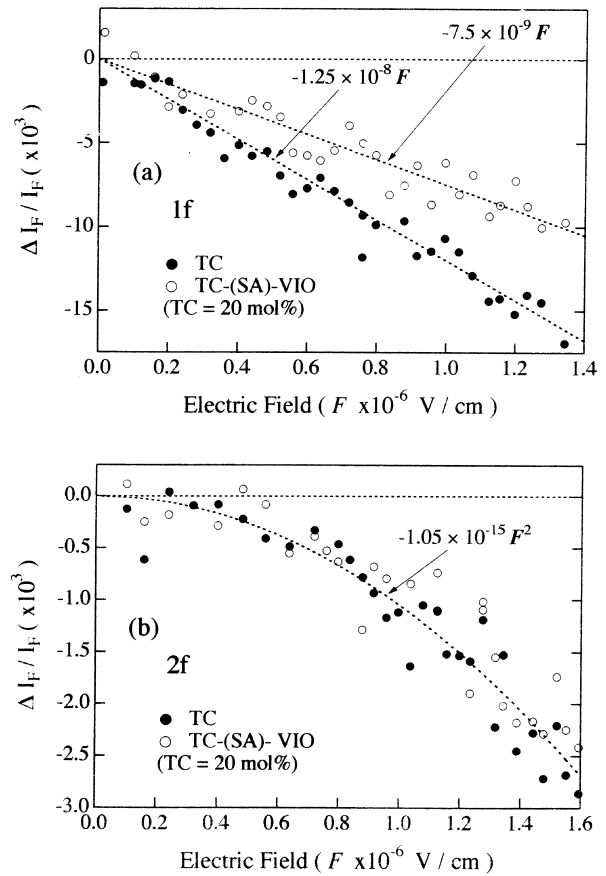 -7.5 × 10-9 F
-1.25 × 10-8 F
0
-5
-10
-15
Δ IF / IF ( x10³ )
(a)
1f
● TC
○ TC-(SA)-VIO
(TC = 20 mol%)
0.0 0.2 0.4 0.6 0.8 1.0 1.2 1.4
Electric Field ( F x10-6 V / cm )
0.0
-0.5
-1.0
-1.5
-2.0
-2.5
-3.0
Δ IF / IF ( x10³ )
-1.05 × 10-15 F²
(b)
2f
● TC
○ TC-(SA)- VIO
(TC = 20 mol%)
0.0 0.2 0.4 0.6 0.8 1.0 1.2 1.4 1.6
Electric Field ( F x10-6 V / cm )